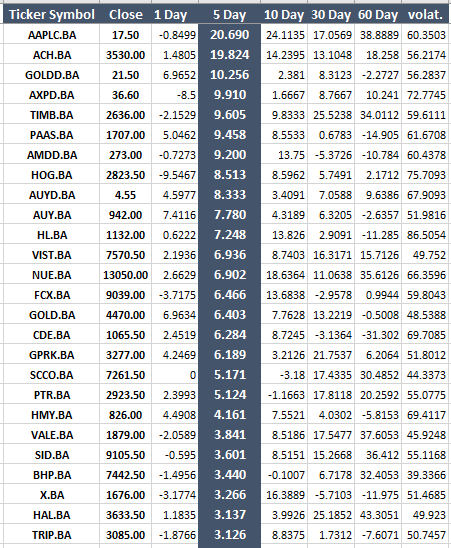 Ticker Symbol Close 1 Day 5 Day 10 Day 30 Day 60 Day volat.
AAPLC.BA 17.50 -0.8499 20.690 24.1135 17.0569 38.8889 60.3503
ACH.BA 3530.00 1.4805 19.824 14.2395 13.1048 18.258 56.2174
GOLDD.BA 21.50 6.9652 10.256 2.381 8.3123 -2.2727 56.2837
AXPD.BA 36.60 -8.5 9.910 1.6667 8.7667 10.241 72.7745
TIMB.BA 2636.00 -2.1529 9.605 9.8333 25.5238 34.0112 59.6111
PAAS.BA 1707.00 5.0462 9.458 8.5533 0.6783 -14.905 61.6708
AMDD.BA 273.00 -0.7273 9.200 13.75 -5.3726 -10.784 60.4378
HOG.BA 2823.50 -9.5467 8.513 8.5962 5.7491 2.1712 75.7093
AUYD.BA 4.55 4.5977 8.333 3.4091 7.0588 9.6386 67.9093
AUY.BA 942.00 7.4116 7.780 4.3189 6.3205 -2.6357 51.9816
HL.BA 1132.00 0.6222 7.248 13.826 2.9091 -11.285 86.5054
VIST.BA 7570.50 2.1936 6.936 8.7403 16.3171 15.7126 49.752
NUE.BA 13050.00 2.6629 6.902 18.6364 11.0638 35.6126 66.3596
FCX.BA 9039.00 -3.7175 6.466 13.6838 -2.9578 0.9944 59.8043
GOLD.BA 4470.00 6.9634 6.403 7.7628 13.2219 -0.5008 48.5388
CDE.BA 1065.50 2.4519 6.284 8.7245 -3.1364 -31.302 69.7085
GPRK.BA 3277.00 4.2469 6.189 3.2126 21.7537 6.2064 51.8012
SCCO.BA 7261.50 0 5.171 -3.18 17.4335 30.4852 44.3373
PTR.BA 2923.50 2.3993 5.124 -1.1663 17.8118 20.2592 55.0775
HMY.BA 826.00 4.4908 4.161 7.5521 4.0302 -5.8153 69.4117
VALE.BA 1879.00 -2.0589 3.841 8.5186 17.5477 37.6053 45.9248
SID.BA 9105.50 -0.595 3.601 8.5151 15.2668 36.412 55.1168
BHP.BA 7442.50 -1.4956 3.440 -0.1007 6.7178 32.4053 39.3366
X.BA 1676.00 -3.1774 3.266 16.3889 -5.7103 -11.975 51.4685
HAL.BA 3633.50 1.1835 3.137 3.9926 25.1852 43.3051 49.923
TRIP.BA 3085.00 -1.8766 3.126 8.8375 1.7312 -7.6071 50.7457